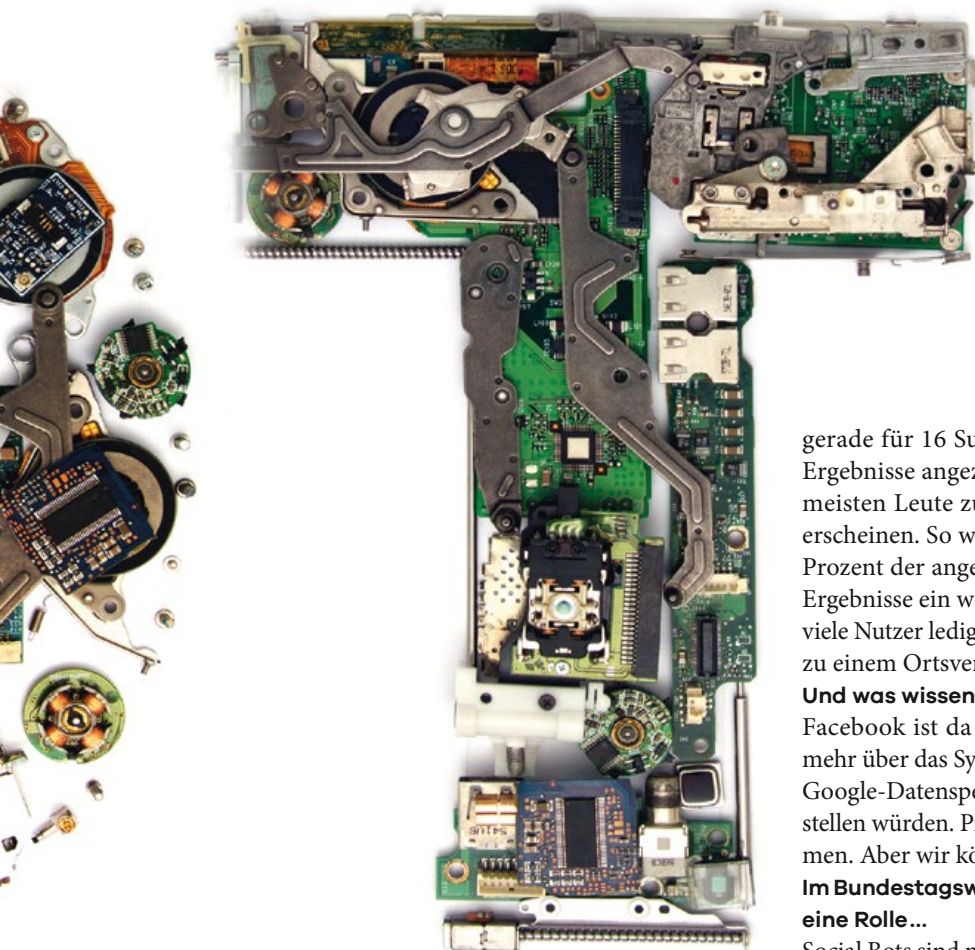 gerade für 16 Su
Ergebnisse angez
meisten Leute zu
erscheinen. So w
Prozent der ange
Ergebnisse ein we
viele Nutzer ledig
zu einem Ortsver
Und was wissen
Facebook ist da
mehr über das Sy
Google-Datenspe
stellen würden. Pr
men. Aber wir kö
Im Bundestagsw
eine Rolle...
Social Bots sind n